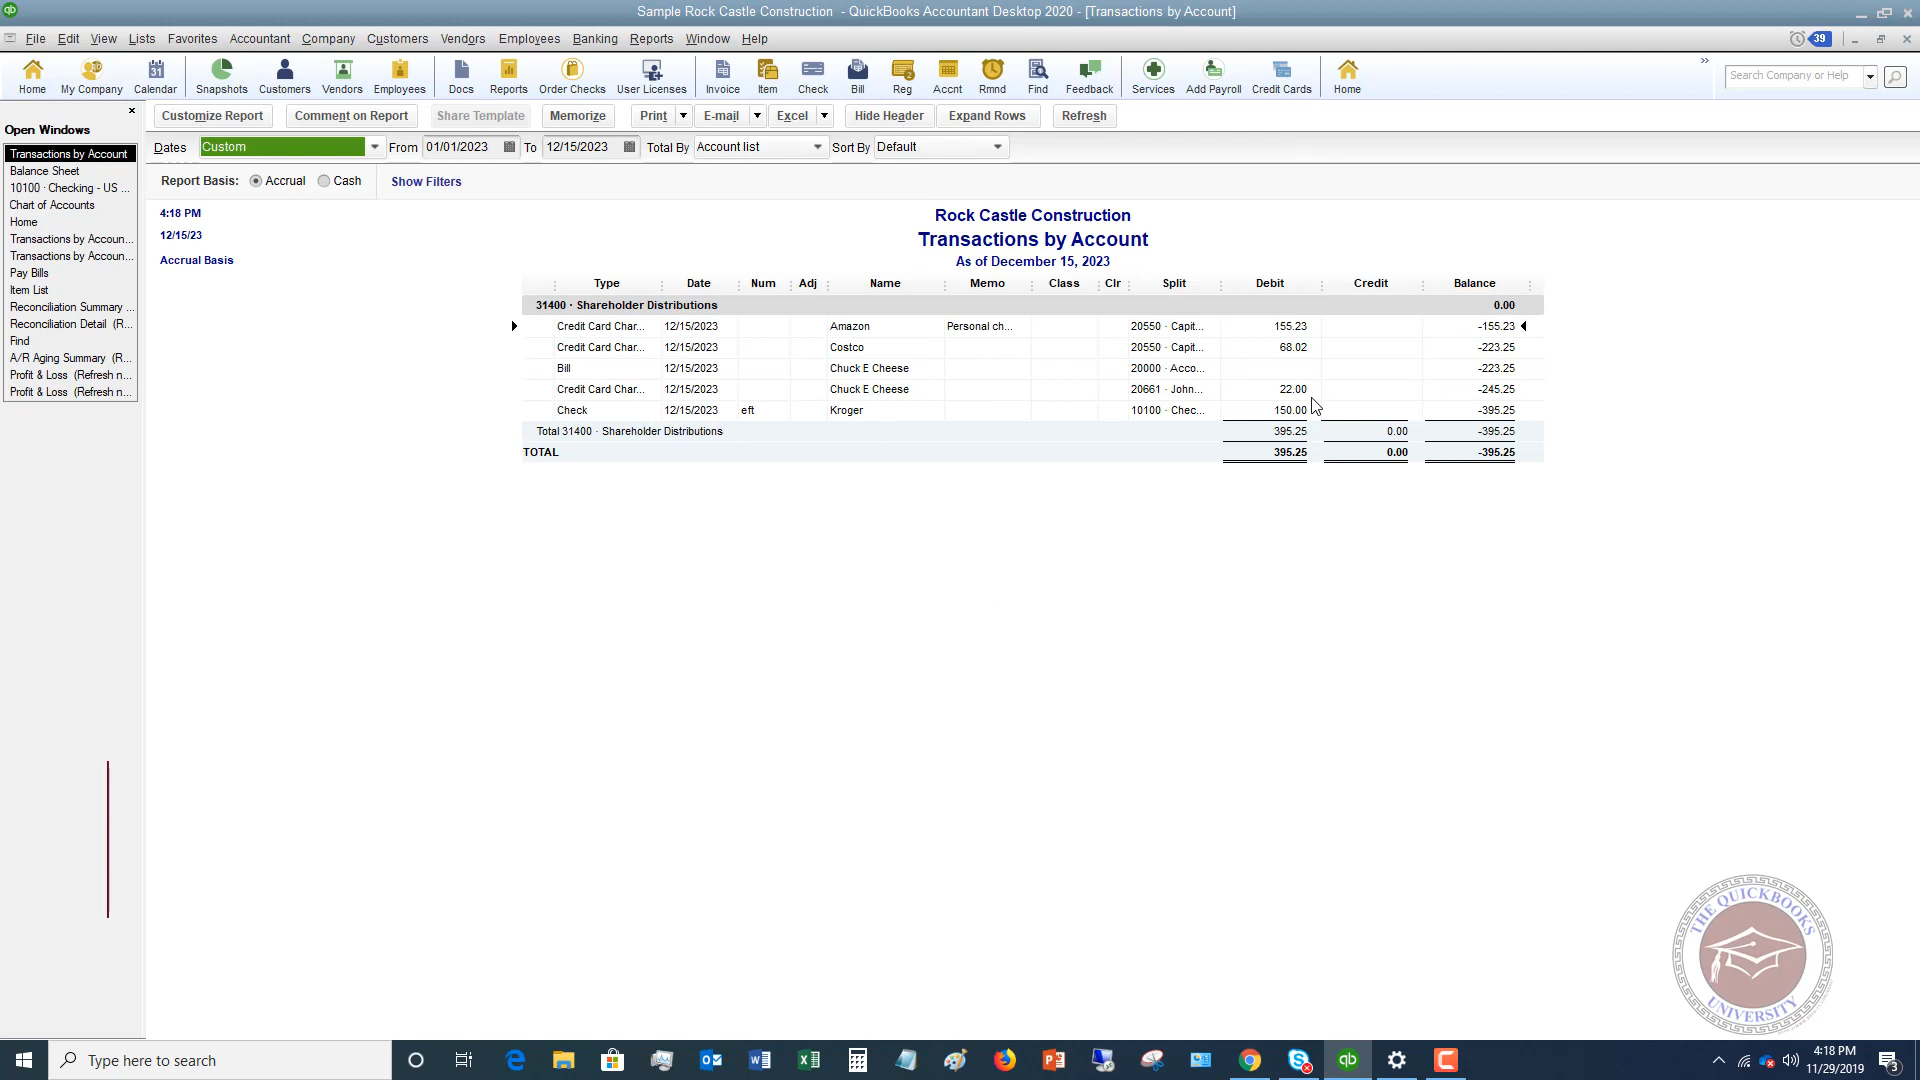 Sample Rock Castle Construction - QuickBooks Accountant Desktop 2020 - [Transactions by Account]
File Edit View Lists Favorites Accountant Company Customers Vendors Employees Banking Reports Window Help
39
Home My Company Calendar Snapshots Customers Vendors Employees Docs Reports Order Checks User Licenses Invoice Item Check Bill Reg Accnt Rmnd Find Feedback Services Add Payroll Credit Cards Home
Search Company or Help
Customize Report Comment on Report Share Template Memorize Print E-mail Excel Hide Header Expand Rows Refresh
Dates Custom From 01/01/2023 To 12/15/2023 Total By Account list Sort By Default
Report Basis: Accrual Cash Show Filters
Open Windows
Transactions by Account
Balance Sheet
10100 · Checking - US ...
Chart of Accounts
Home
Transactions by Accoun...
Transactions by Accoun...
Pay Bills
Item List
Reconciliation Summary ...
Reconciliation Detail (R...
Find
A/R Aging Summary (R...
Profit & Loss (Refresh n...
Profit & Loss (Refresh n...
4:18 PM
12/15/23
Accrual Basis
Rock Castle Construction
Transactions by Account
As of December 15, 2023
Type Date Num Adj Name Memo Class Clr Split Debit Credit Balance
31400 · Shareholder Distributions 0.00
Credit Card Char... 12/15/2023 Amazon Personal ch... 20550 · Capit... 155.23 -155.23
Credit Card Char... 12/15/2023 Costco 20550 · Capit... 68.02 -223.25
Bill 12/15/2023 Chuck E Cheese 20000 · Acco... -223.25
Credit Card Char... 12/15/2023 Chuck E Cheese 20661 · John... 22.00 -245.25
Check 12/15/2023 eft Kroger 10100 · Chec... 150.00 -395.25
Total 31400 · Shareholder Distributions 395.25 0.00 -395.25
TOTAL 395.25 0.00 -395.25
THE QUICKBOOKS
UNIVERSITY
Type here to search
4:18 PM
11/29/2019
3